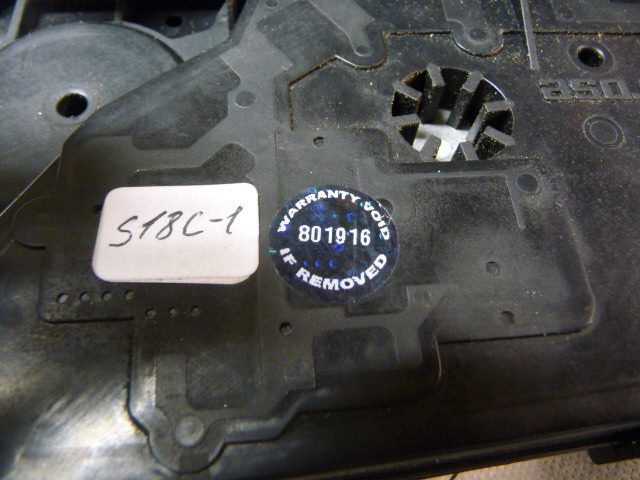 S18C-1
WARRANTY VOID
801916
IF REMOVED